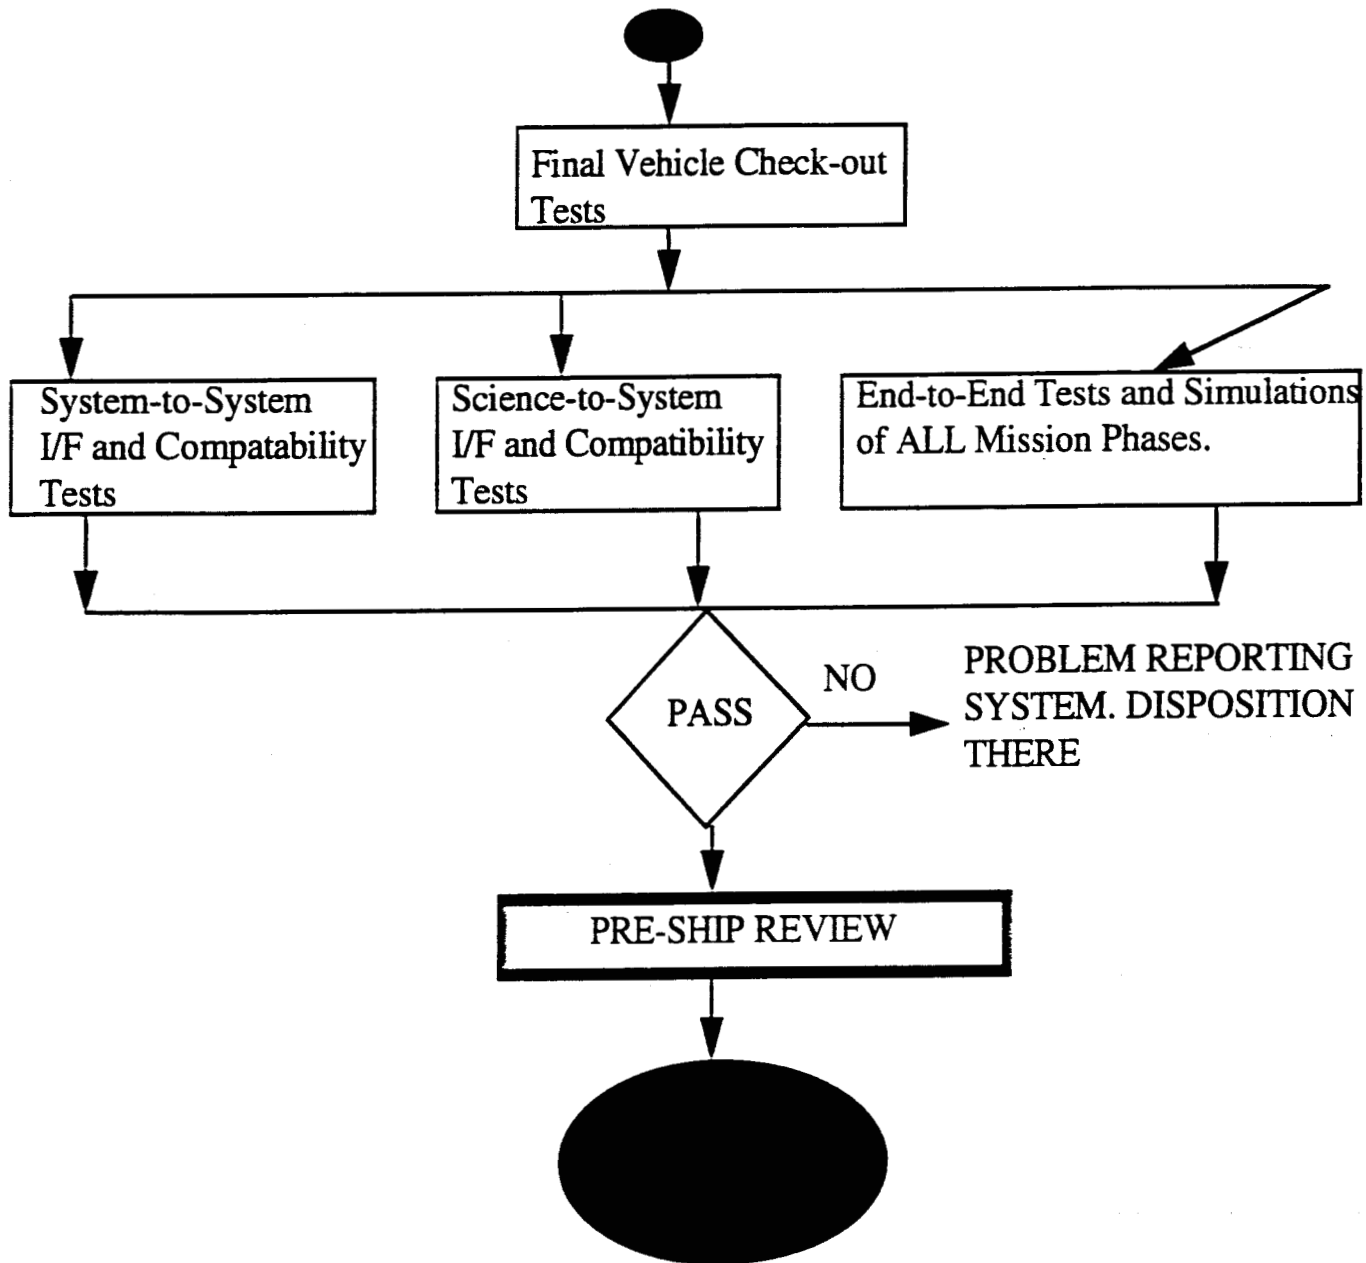 Final Vehicle Check-out
Tests
System-to-System
I/F and Compatability
Tests
Science-to-System
I/F and Compatibility
Tests
End-to-End Tests and Simulations
of ALL Mission Phases.
PASS
NO
PROBLEM REPORTING
SYSTEM. DISPOSITION
THERE
PRE-SHIP REVIEW